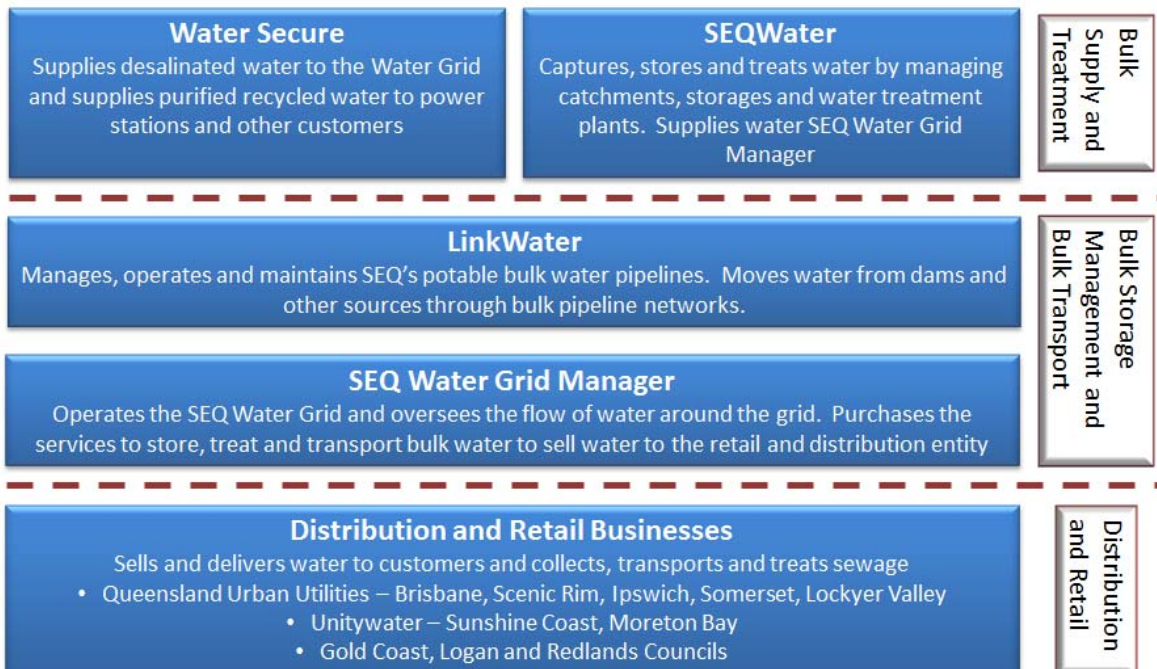 Water Secure
Supplies desalinated water to the Water Grid
and supplies purified recycled water to power
stations and other customers
SEQWater
Captures, stores and treats water by managing
catchments, storages and water treatment
plants.  Supplies water SEQ Water Grid
Manager
Bulk
Supply and
Treatment
LinkWater
Manages, operates and maintains SEQ's potable bulk water pipelines.  Moves water from dams and
other sources through bulk pipeline networks.
SEQ Water Grid Manager
Operates the SEQ Water Grid and oversees the flow of water around the grid.  Purchases the
services to store, treat and transport bulk water to sell water to the retail and distribution entity
Bulk Storage
Management and
Bulk Transport
Distribution and Retail Businesses
Sells and delivers water to customers and collects, transports and treats sewage
• Queensland Urban Utilities – Brisbane, Scenic Rim, Ipswich, Somerset, Lockyer Valley
• Unitywater – Sunshine Coast, Moreton Bay
• Gold Coast, Logan and Redlands Councils
Distribution
and Retail